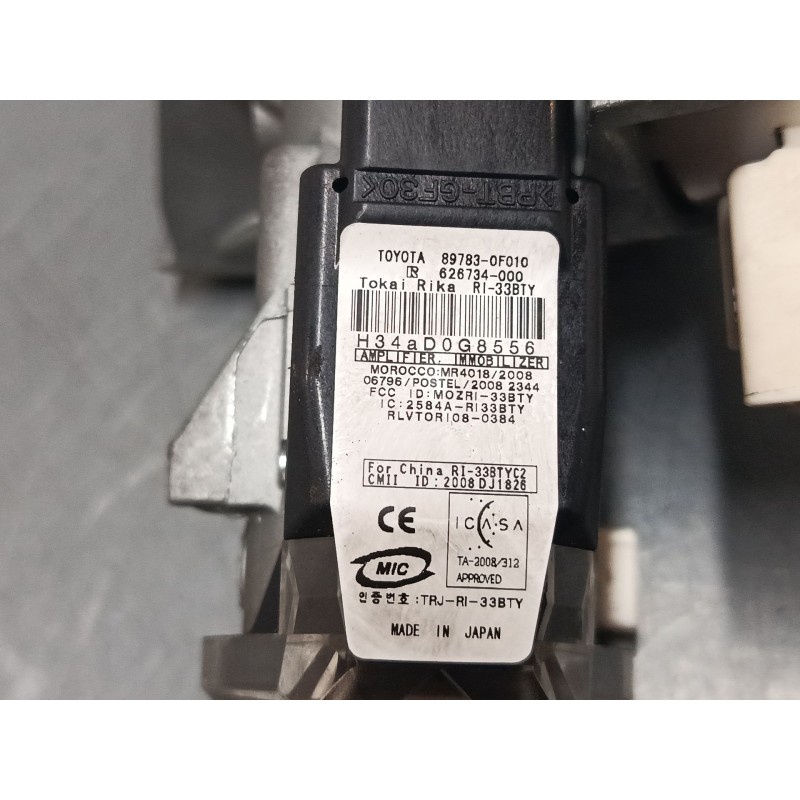 >PBT-GF30<
TOYOTA 89783-0F010
R 626734-000
Tokai Rika RI-33BTY
H34aD0G8556
AMPLIFIER, IMMOBILIZER
MOROCCO:MR4018/2008
06796/POSTEL/2008 2344
FCC ID:MOZRI-33BTY
IC:2584A-RI33BTY
RLVTORI08-0384
For China RI-33BTYC2
CMII ID:2008DJ1826
CE
ICASA
TA-2008/312
APPROVED
MIC
인증번호:TRJ-RI-33BTY
MADE IN JAPAN